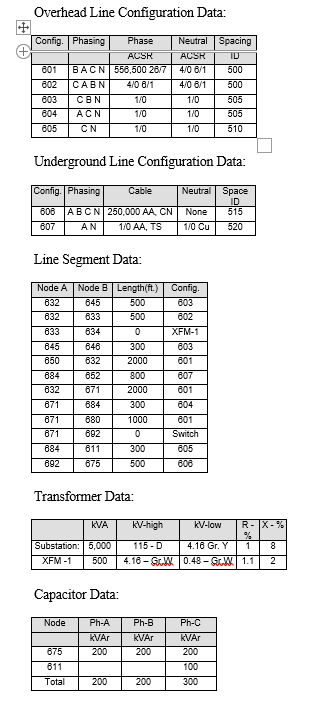 Overhead Line Configuration Data:
Config. Phasing Phase Neutral Spacing
ACSR ACSR ID
601 B A C N 556,500 26/7 4/0 6/1 500
602 C A B N 4/0 6/1 4/0 6/1 500
603 C B N 1/0 1/0 505
604 A C N 1/0 1/0 505
605 C N 1/0 1/0 510
Underground Line Configuration Data:
Config. Phasing Cable Neutral Space
ID
606 A B C N 250,000 AA, CN None 515
607 A N 1/0 AA, TS 1/0 Cu 520
Line Segment Data:
Node A Node B Length(ft.) Config.
632 645 500 603
632 633 500 602
633 634 0 XFM-1
645 646 300 603
650 632 2000 601
684 652 800 607
632 671 2000 601
671 684 300 604
671 680 1000 601
671 692 0 Switch
684 611 300 605
692 675 500 606
Transformer Data:
kVA kV-high kV-low R - % X - %
Substation: 5,000 115 - D 4.16 Gr. Y 1 8
XFM -1 500 4.16 – Gr.W 0.48 – Gr.W 1.1 2
Capacitor Data:
Node Ph-A Ph-B Ph-C
kVAr kVAr kVAr
675 200 200 200
611 100
Total 200 200 300